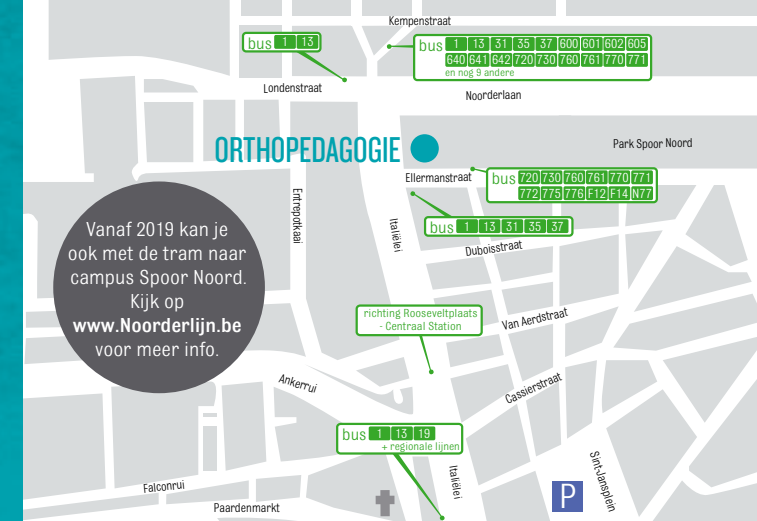 Kempenstraat
bus 1 13
bus 1 13 31 35 37 600 601 602 605
640 641 642 720 730 760 761 770 771
en nog 9 andere
Londenstraat
Noorderlaan
ORTHOPEDAGOGIE
Park Spoor Noord
Ellermanstraat
bus 720 730 760 761 770 771
772 775 776 F12 F14 N77
Entrepotkaai
Italiëlei
bus 1 13 31 35 37
Duboisstraat
Vanaf 2019 kan je
ook met de tram naar
campus Spoor Noord.
Kijk op
www.Noorderlijn.be
voor meer info.
richting Rooseveltplaats
- Centraal Station
Van Aerdstraat
Ankerrui
Cassierstraat
bus 1 13 19
+ regionale lijnen
Italiëlei
Sint-Jansplein
Falconrui
Paardenmarkt
P